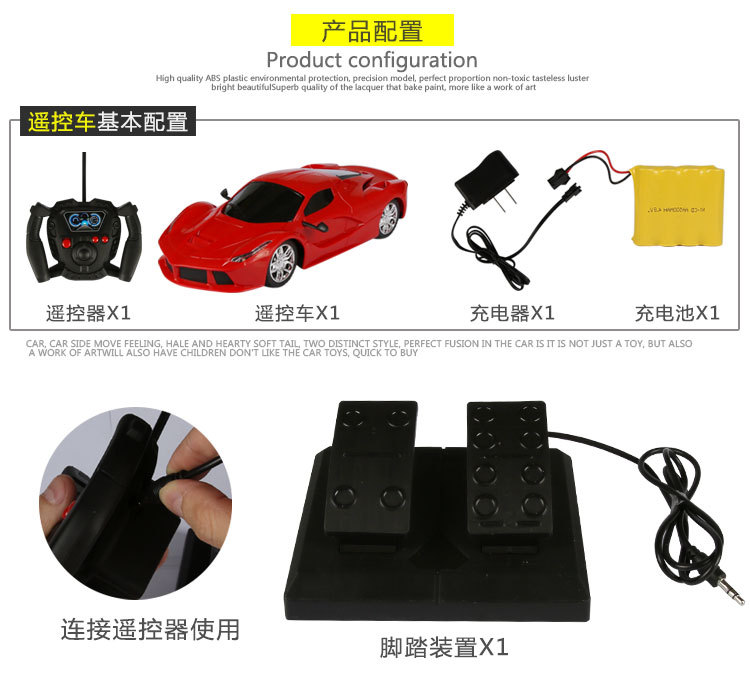 产品配置
Product configuration
High quality ABS plastic environmental protection, precision model, perfect proportion non-toxic tasteless luster
bright beautifulSuperb quality of the lacquer that bake paint, more like a work of art
遥控车基本配置
NI-CD AA500MAH 4.8V
遥控器X1
遥控车X1
充电器X1
充电池X1
CAR, CAR SIDE MOVE FEELING, HALE AND HEARTY SOFT TAIL, TWO DISTINCT STYLE, PERFECT FUSION IN THE CAR IS IT IS NOT JUST A TOY, BUT ALSO
A WORK OF ARTWILL ALSO HAVE CHILDREN DON'T LIKE THE CAR TOYS, QUICK TO BUY
连接遥控器使用
脚踏装置X1